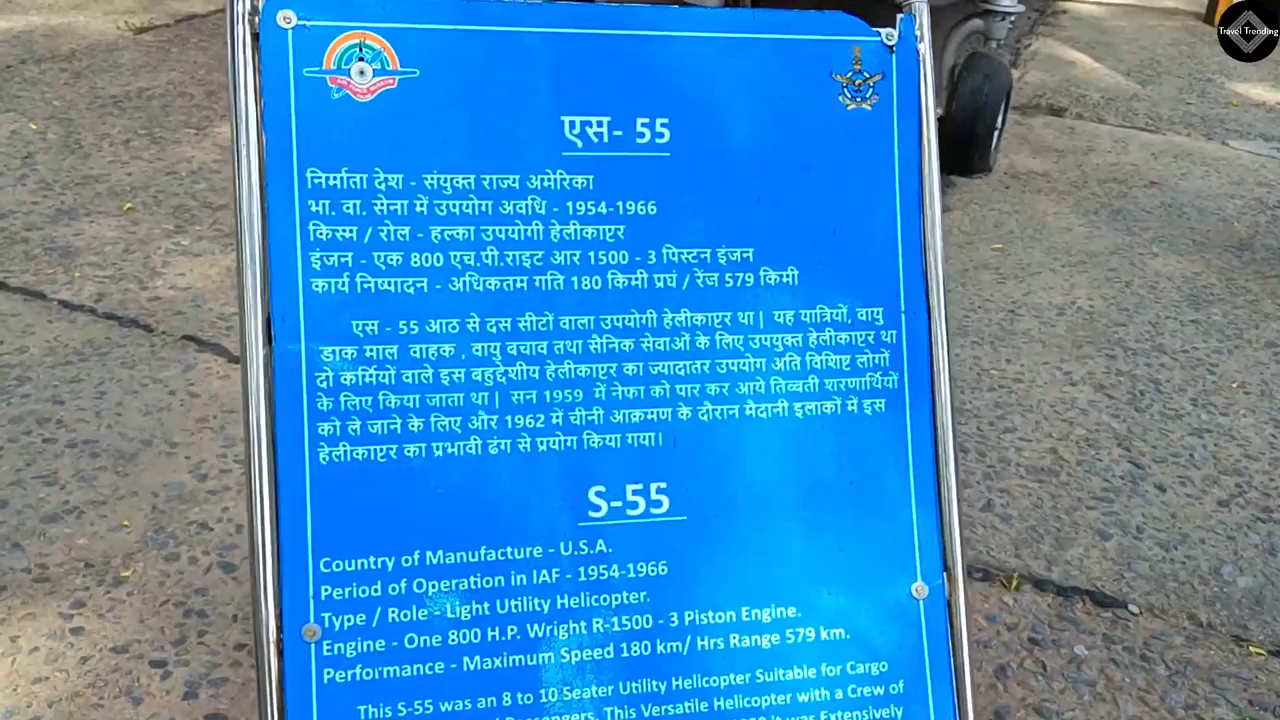 Travel Trending
एस- 55
निर्माता देश - संयुक्त राज्य अमेरिका
भा. वा. सेना में उपयोग अवधि - 1954-1966
किस्म / रोल - हल्का उपयोगी हेलीकाप्टर
इंजन - एक 800 एच.पी.राइट आर 1500 - 3 पिस्टन इंजन
कार्य निष्पादन - अधिकतम गति 180 किमी प्रघं / रेंज 579 किमी
एस - 55 आठ से दस सीटों वाला उपयोगी हेलीकाप्टर था | यह यात्रियों, वायु
डाक माल वाहक , वायु बचाव तथा सैनिक सेवाओं के लिए उपयुक्त हेलीकाप्टर था
दो कर्मियों वाले इस बहुद्देशीय हेलीकाप्टर का ज्यादातर उपयोग अति विशिष्ट लोगों
के लिए किया जाता था | सन 1959 में नेफा को पार कर आये तिब्बती शरणार्थियों
को ले जाने के लिए और 1962 में चीनी आक्रमण के दौरान मैदानी इलाकों में इस
हेलीकाप्टर का प्रभावी ढंग से प्रयोग किया गया।
S-55
Country of Manufacture - U.S.A.
Period of Operation in IAF - 1954-1966
Type / Role - Light Utility Helicopter.
Engine - One 800 H.P. Wright R-1500 - 3 Piston Engine.
Performance - Maximum Speed 180 km/ Hrs Range 579 km.
This S-55 was an 8 to 10 Seater Utility Helicopter Suitable for Cargo
Passengers. This Versatile Helicopter with a Crew of
it was Extensively